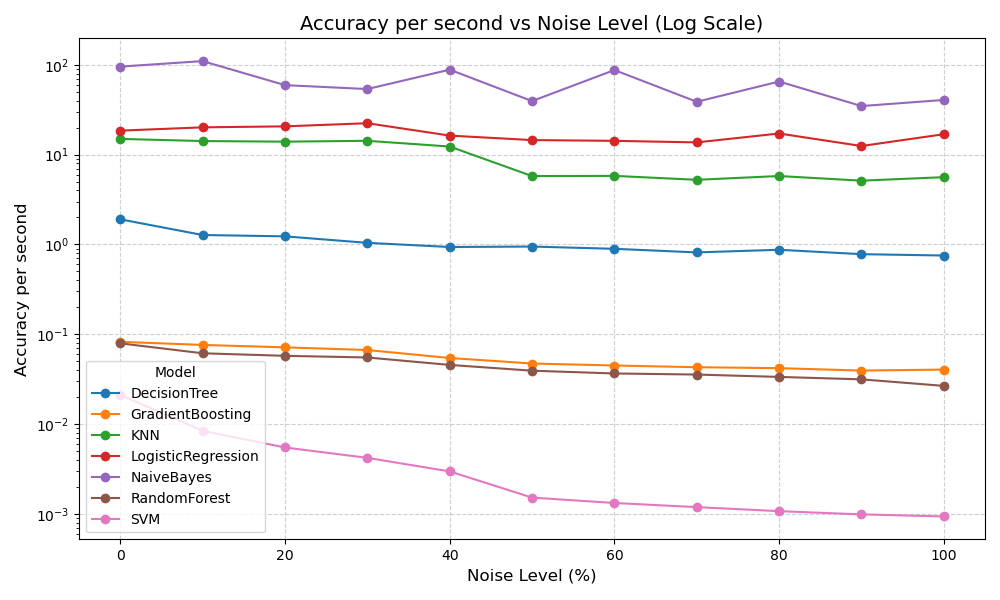 Accuracy per second vs Noise Level (Log Scale)
Accuracy per second
10²
10¹
10⁰
10⁻¹
10⁻²
10⁻³
Model
DecisionTree
GradientBoosting
KNN
LogisticRegression
NaiveBayes
RandomForest
SVM
0 20 40 60 80 100
Noise Level (%)